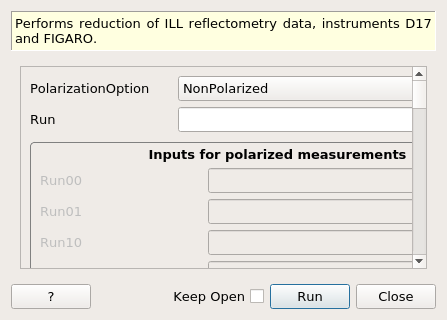 Performs reduction of ILL reflectometry data, instruments D17
and FIGARO.
PolarizationOption NonPolarized
Run
Inputs for polarized measurements
Run00
Run01
Run10
? Keep Open Run Close